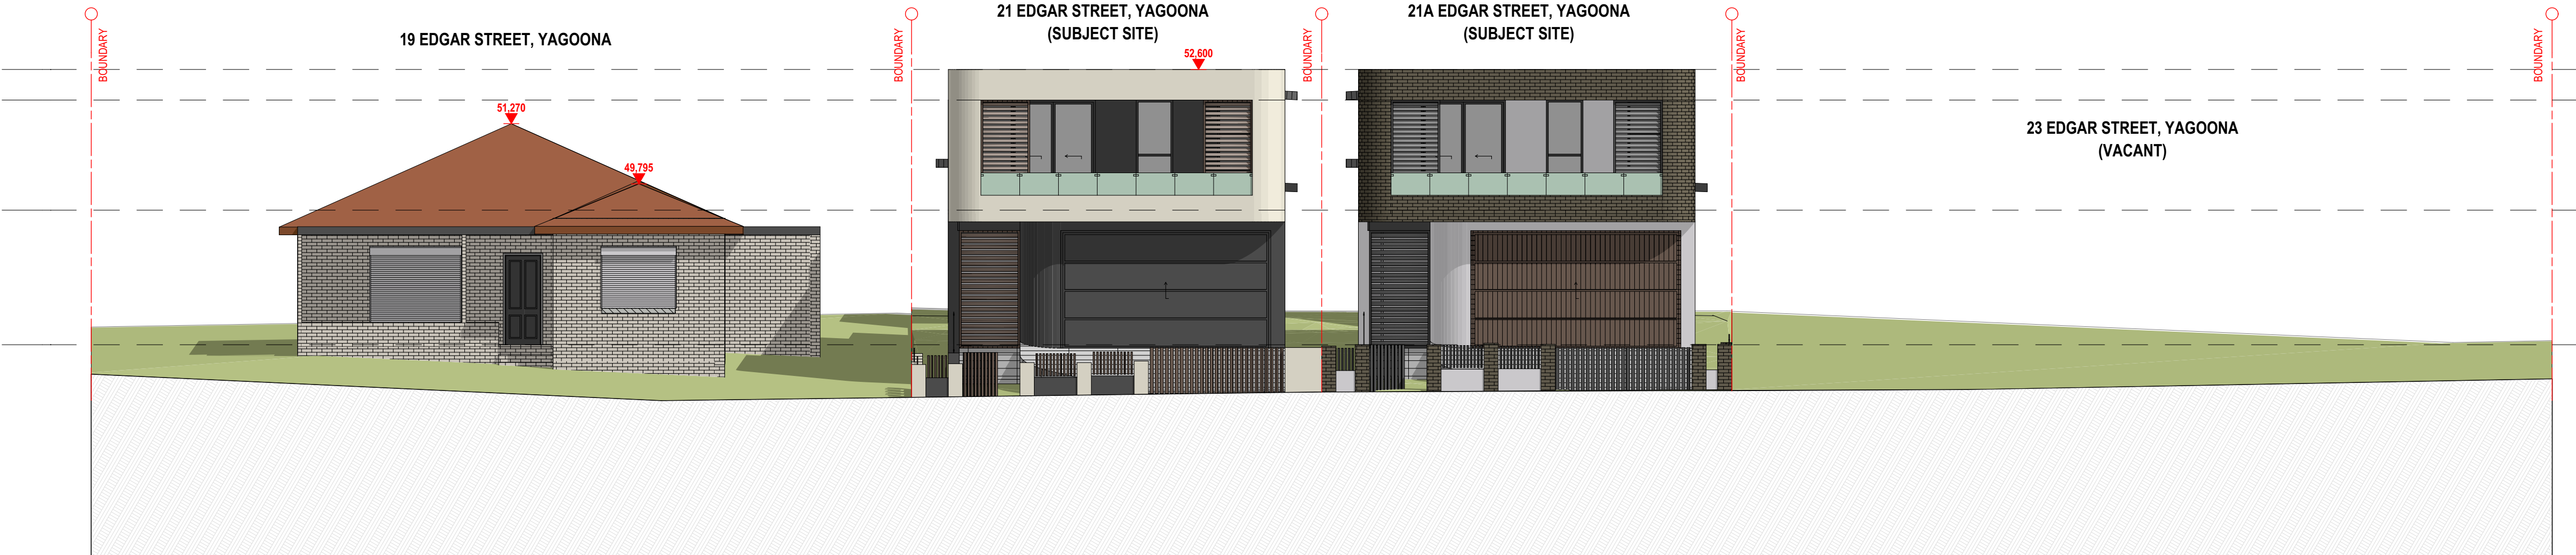 21 EDGAR STREET, YAGOONA
(SUBJECT SITE)
21A EDGAR STREET, YAGOONA
(SUBJECT SITE)
19 EDGAR STREET, YAGOONA
BOUNDARY
BOUNDARY
BOUNDARY
BOUNDARY
BOUNDARY
52,600
51,270
49,795
23 EDGAR STREET, YAGOONA
(VACANT)